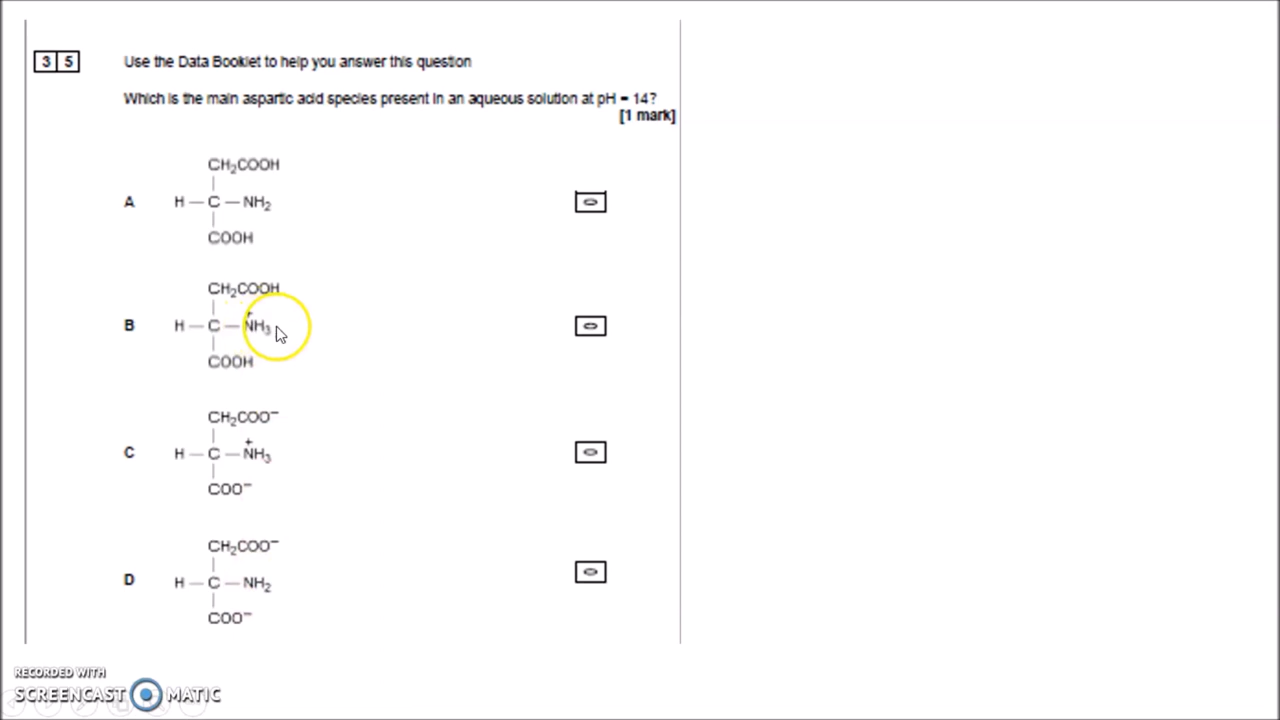 3 5 Use the Data Booklet to help you answer this question
Which is the main aspartic acid species present in an aqueous solution at pH = 14?
[1 mark]
CH₂COOH
A H — C — NH₂
COOH
CH₂COOH
+
B H — C — NH₃
COOH
CH₂COO⁻
+
C H — C — NH₃
COO⁻
CH₂COO⁻
D H — C — NH₂
COO⁻
RECORDED WITH
SCREENCAST MATIC